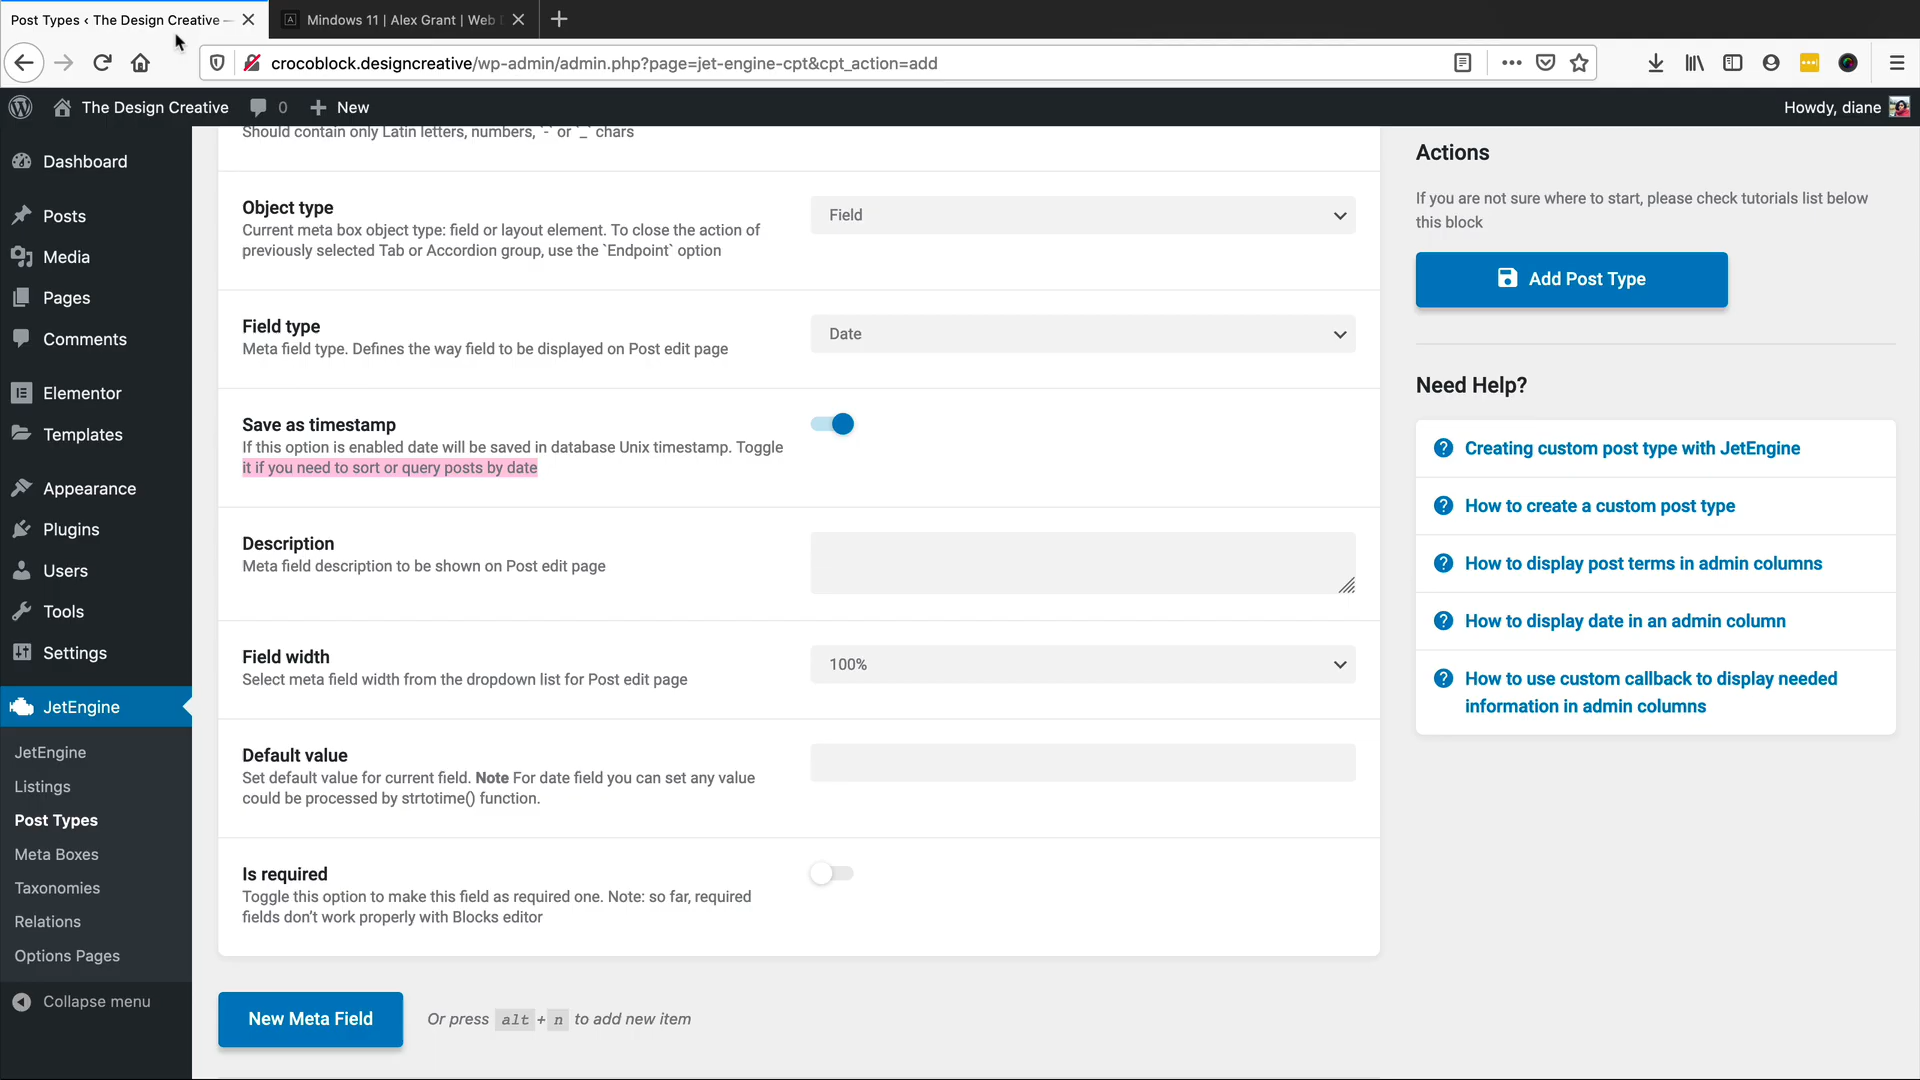 Post Types ‹ The Design Creative —
Mindows 11 | Alex Grant | Web
crocoblock.designcreative/wp-admin/admin.php?page=jet-engine-cpt&cpt_action=add
The Design Creative
0
New
Howdy, diane
Dashboard
Posts
Media
Pages
Comments
Elementor
Templates
Appearance
Plugins
Users
Tools
Settings
JetEngine
JetEngine
Listings
Post Types
Meta Boxes
Taxonomies
Relations
Options Pages
Collapse menu
Should contain only Latin letters, numbers, `-` or `_` chars
Object type
Current meta box object type: field or layout element. To close the action of
previously selected Tab or Accordion group, use the `Endpoint` option
Field
Field type
Meta field type. Defines the way field to be displayed on Post edit page
Date
Save as timestamp
If this option is enabled date will be saved in database Unix timestamp. Toggle
it if you need to sort or query posts by date
Description
Meta field description to be shown on Post edit page
Field width
Select meta field width from the dropdown list for Post edit page
100%
Default value
Set default value for current field. Note For date field you can set any value
could be processed by strtotime() function.
Is required
Toggle this option to make this field as required one. Note: so far, required
fields don't work properly with Blocks editor
New Meta Field
Or press alt + n to add new item
Actions
If you are not sure where to start, please check tutorials list below
this block
Add Post Type
Need Help?
Creating custom post type with JetEngine
How to create a custom post type
How to display post terms in admin columns
How to display date in an admin column
How to use custom callback to display needed
information in admin columns